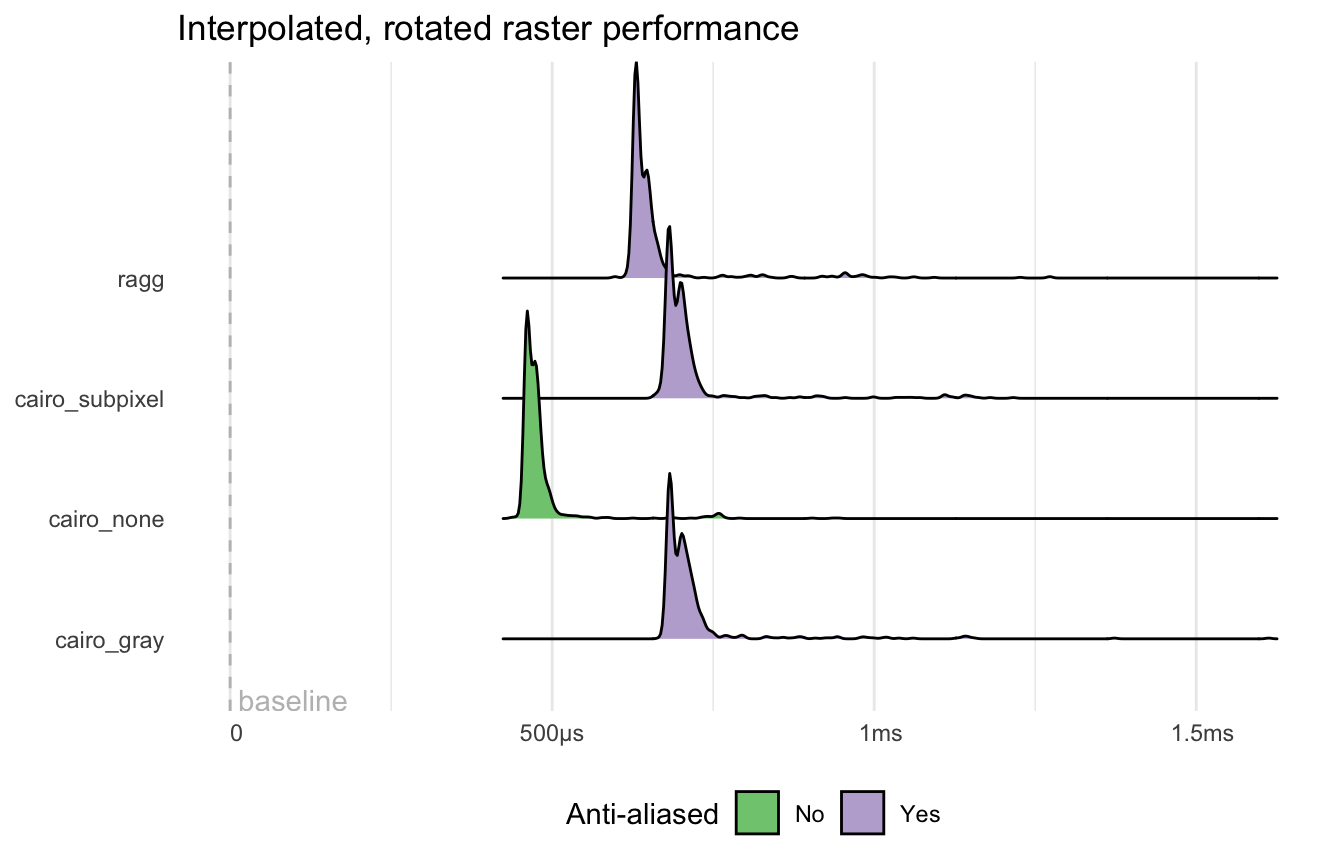 Interpolated, rotated raster performance
ragg
cairo_subpixel
cairo_none
cairo_gray
baseline
0 500µs 1ms 1.5ms
Anti-aliased No Yes